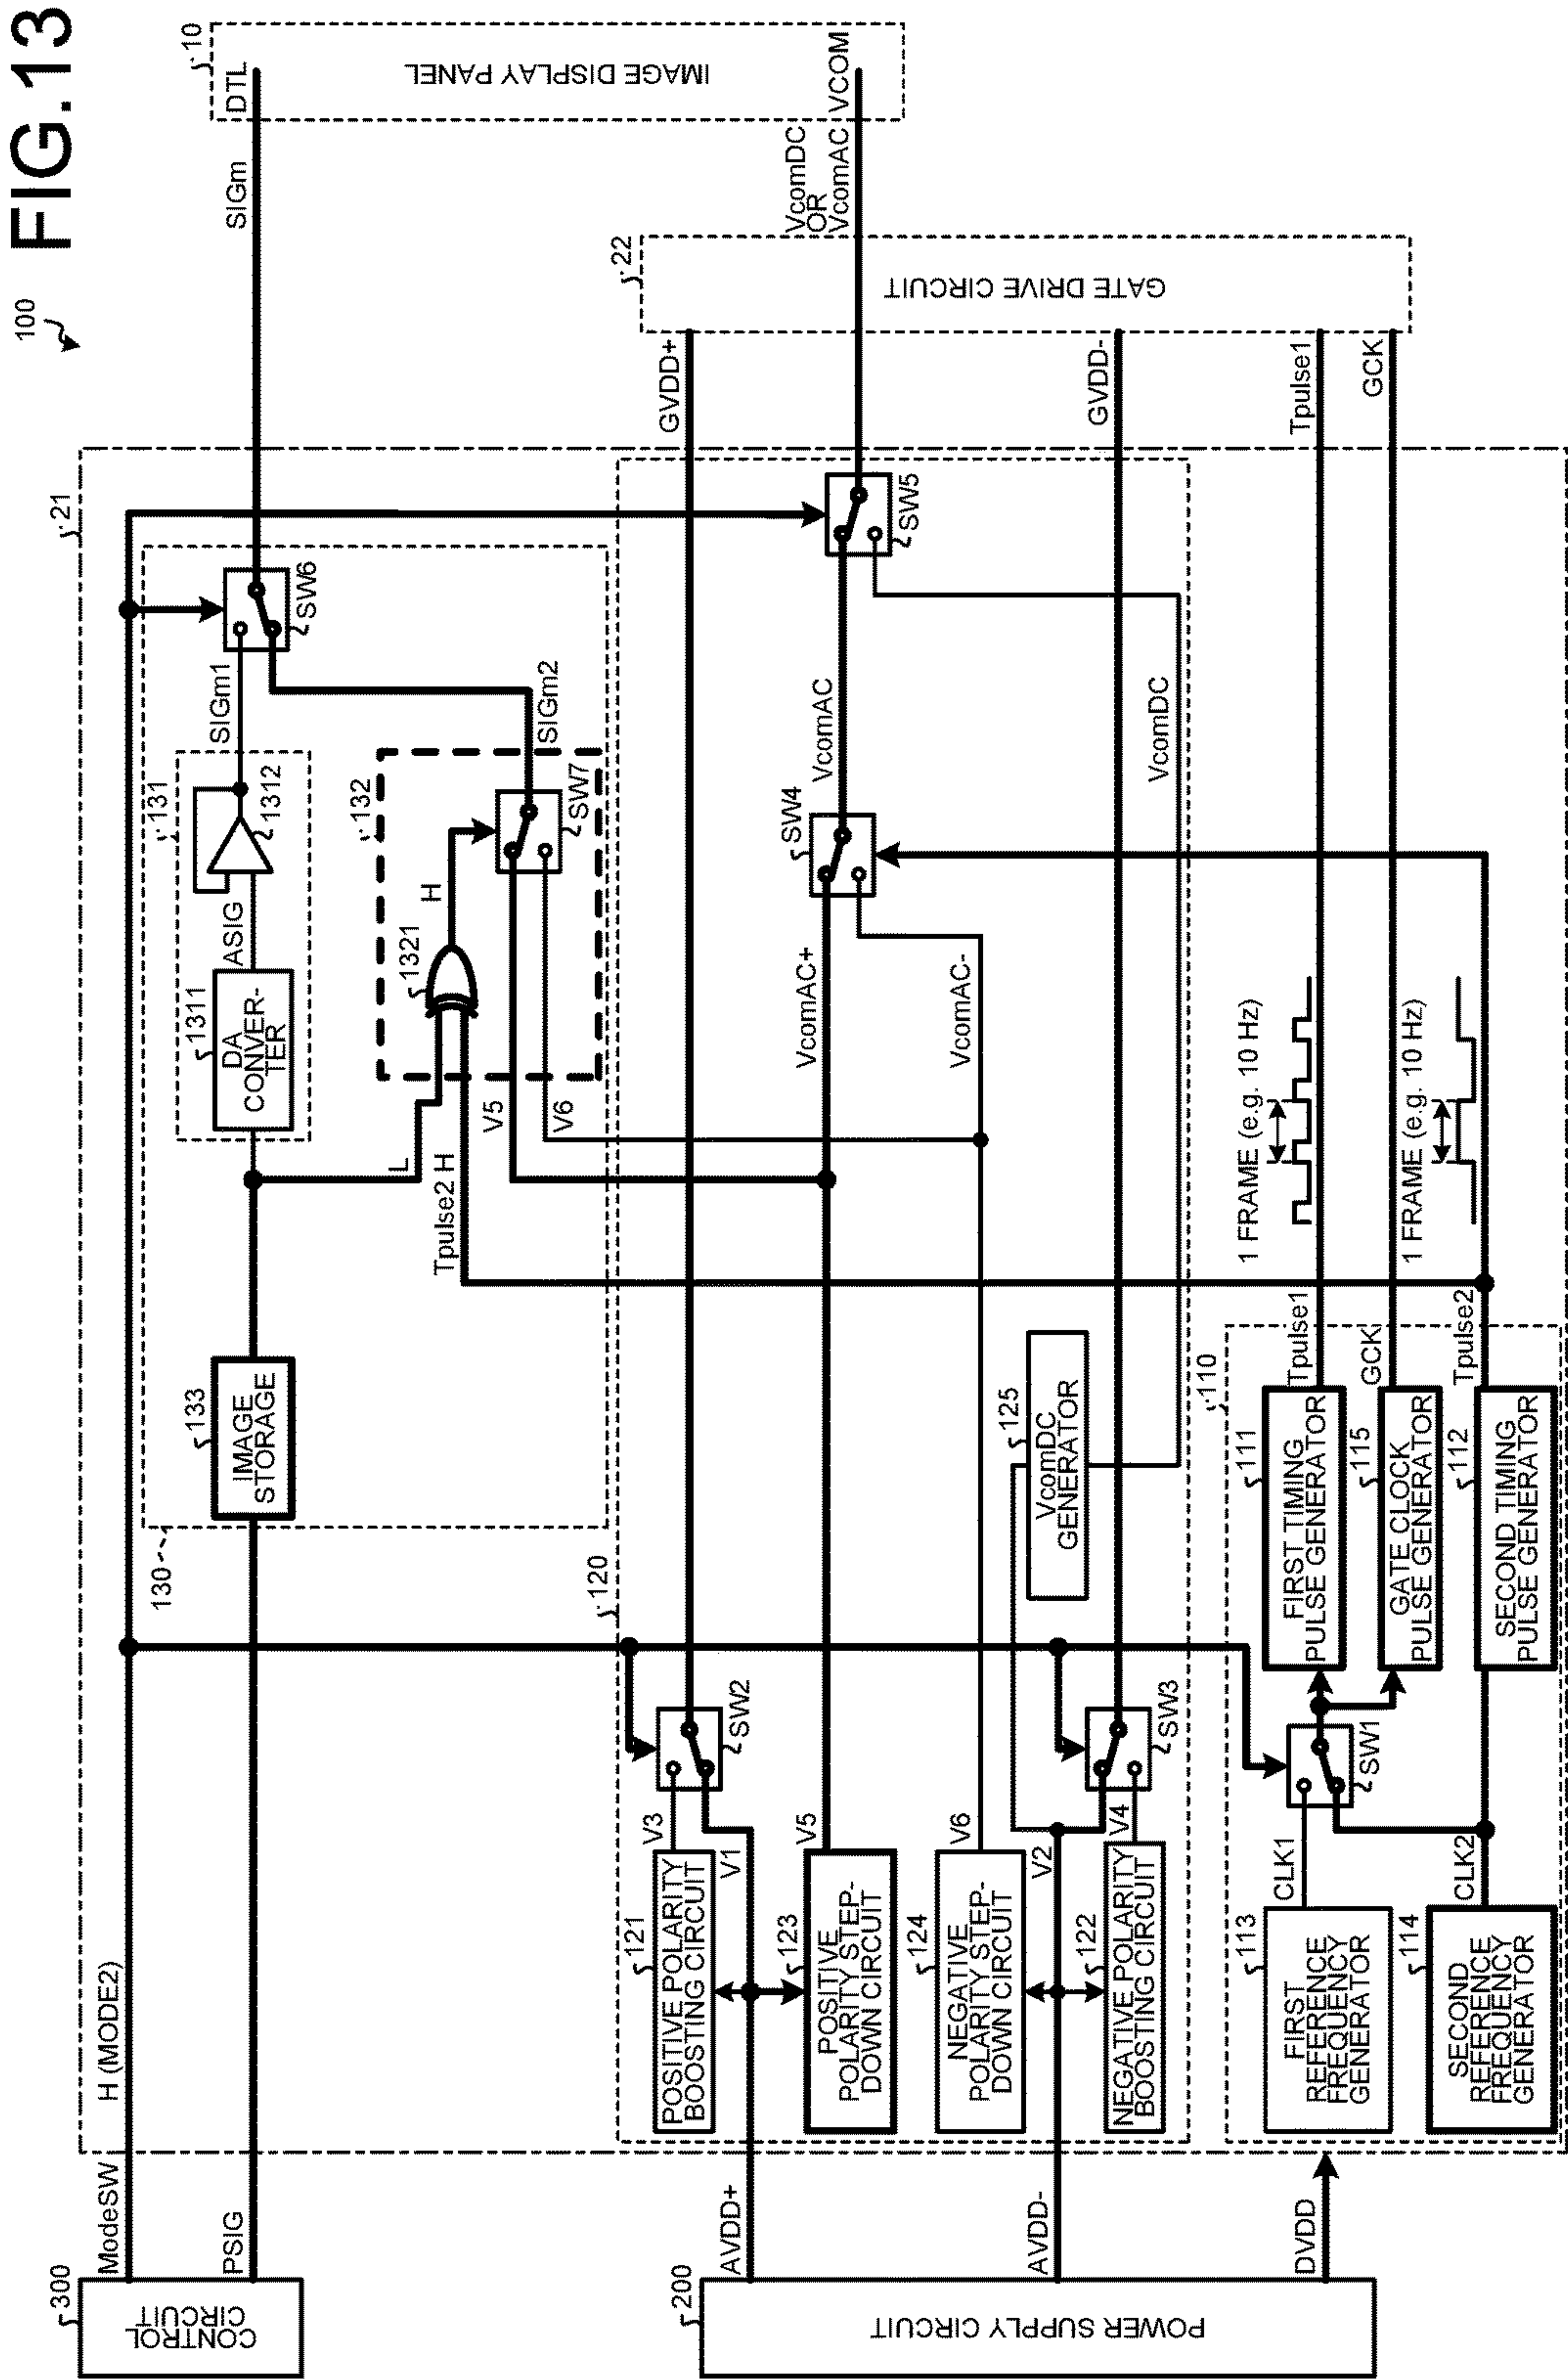 FIG.13
100
10
DTL
IMAGE DISPLAY PANEL
VCOM
SIGm
VcomDC
OR
VcomAC
22
GATE DRIVE CIRCUIT
GVDD+
GVDD-
Tpulse1
GCK
21
SW6
SW5
SIGm1
SIGm2
131
1312
ASIG
1311
DA
CONVER-
TER
132
SW7
H
1321
V5
V6
L
Tpulse2 H
VcomAC
VcomDC
SW4
VcomAC+
VcomAC-
1 FRAME (e.g. 10 Hz)
1 FRAME (e.g. 10 Hz)
133
IMAGE
STORAGE
130
120
125
VcomDC
GENERATOR
110
Tpulse1
GCK
Tpulse2
111
FIRST TIMING
PULSE GENERATOR
115
GATE CLOCK
PULSE GENERATOR
112
SECOND TIMING
PULSE GENERATOR
SW2
SW3
SW1
V3
V1
V5
V6
V2
V4
CLK1
CLK2
121
POSITIVE POLARITY
BOOSTING CIRCUIT
123
POSITIVE
POLARITY STEP-
DOWN CIRCUIT
124
NEGATIVE
POLARITY STEP-
DOWN CIRCUIT
122
NEGATIVE POLARITY
BOOSTING CIRCUIT
113
FIRST
REFERENCE
FREQUENCY
GENERATOR
114
SECOND
REFERENCE
FREQUENCY
GENERATOR
H (MODE2)
ModeSW
PSIG
AVDD+
AVDD-
DVDD
300
CONTROL
CIRCUIT
200
POWER SUPPLY CIRCUIT